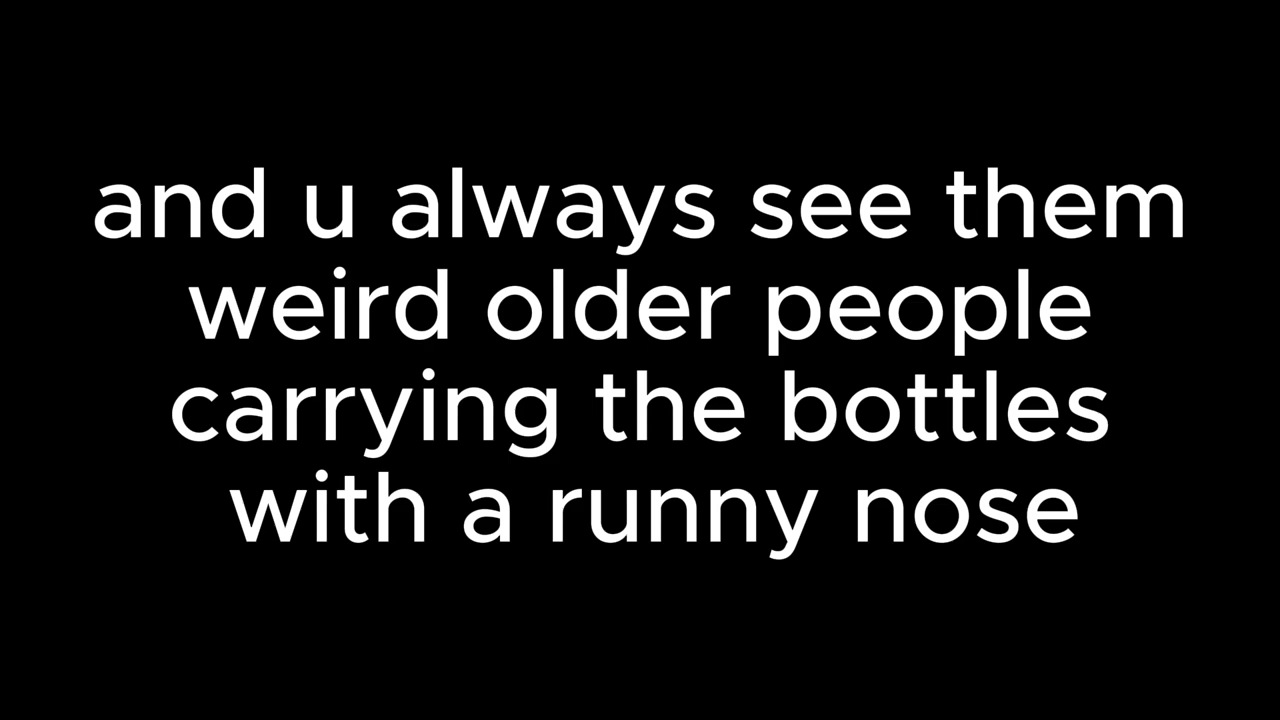 and u always see them
weird older people
carrying the bottles
with a runny nose